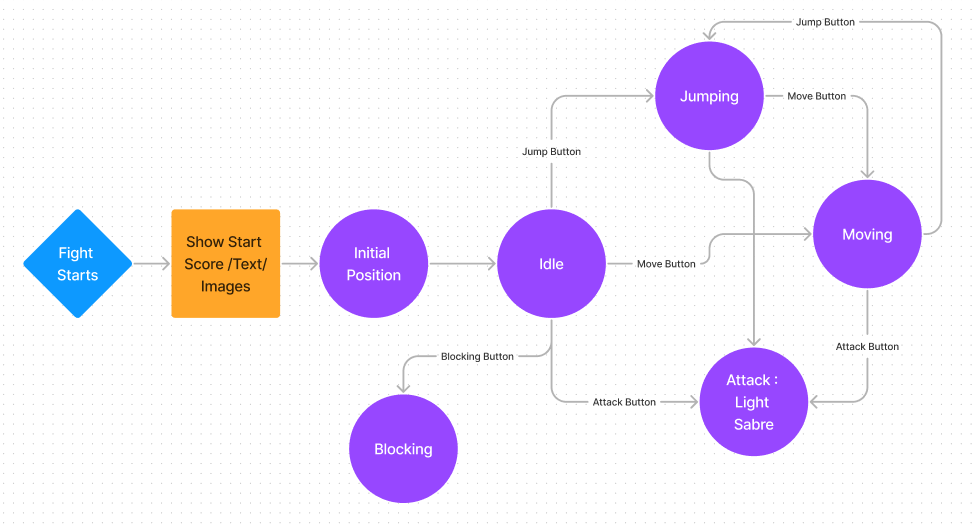 Jump Button
Jumping
Move Button
Jump Button
Fight
Starts
Show Start
Score /Text/
Images
Initial
Position
Idle
Move Button
Moving
Blocking Button
Attack Button
Attack :
Light
Sabre
Attack Button
Blocking